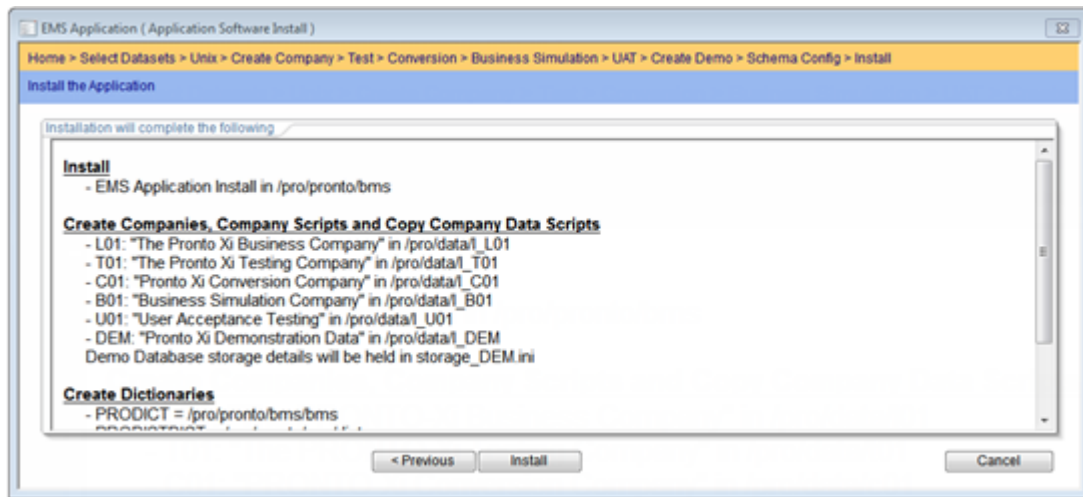 EMS Application ( Application Software Install )
Home > Select Datasets > Unix > Create Company > Test > Conversion > Business Simulation > UAT > Create Demo > Schema Config > Install
Install the Application
Installation will complete the following
Install
- EMS Application Install in /pro/pronto/bms
Create Companies, Company Scripts and Copy Company Data Scripts
- L01: "The Pronto Xi Business Company" in /pro/data/l_L01
- T01: "The Pronto Xi Testing Company" in /pro/data/l_T01
- C01: "Pronto Xi Conversion Company" in /pro/data/l_C01
- B01: "Business Simulation Company" in /pro/data/l_B01
- U01: "User Acceptance Testing" in /pro/data/l_U01
- DEM: "Pronto Xi Demonstration Data" in /pro/data/l_DEM
Demo Database storage details will be held in storage_DEM.ini
Create Dictionaries
- PRODICT = /pro/pronto/bms/bms
< Previous
Install
Cancel